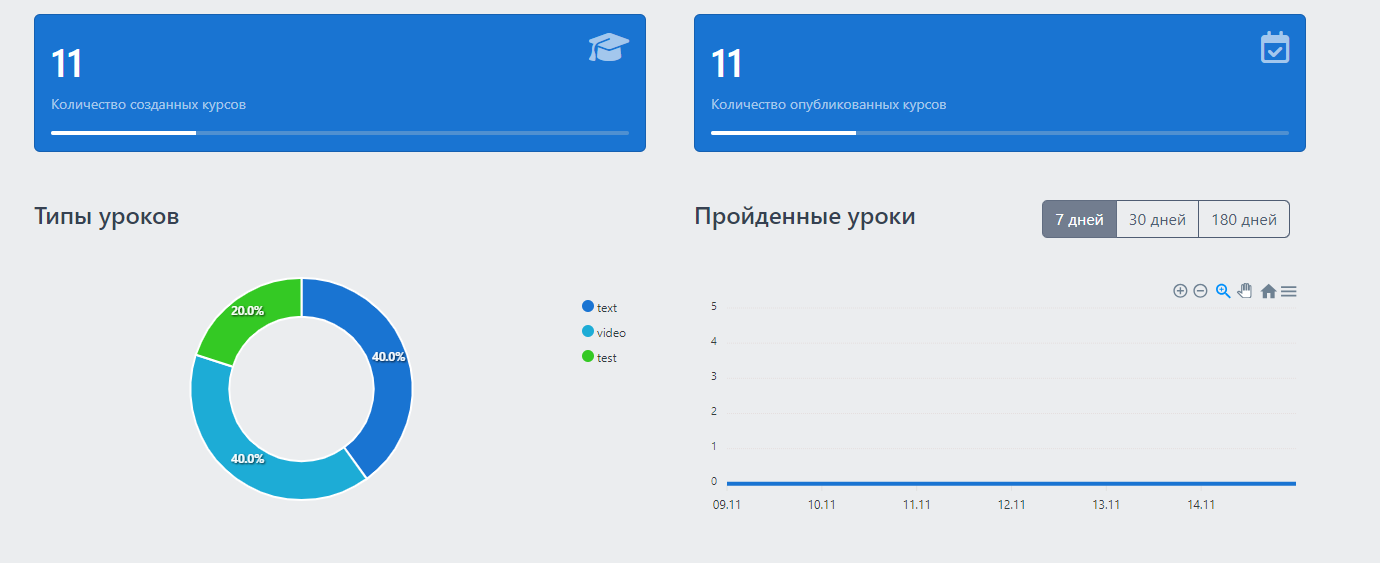 11
Количество созданных курсов
11
Количество опубликованных курсов
Типы уроков
20.0%
40.0%
40.0%
text
video
test
Пройденные уроки
7 дней 30 дней 180 дней
5
4
3
2
1
0
09.11 10.11 11.11 12.11 13.11 14.11